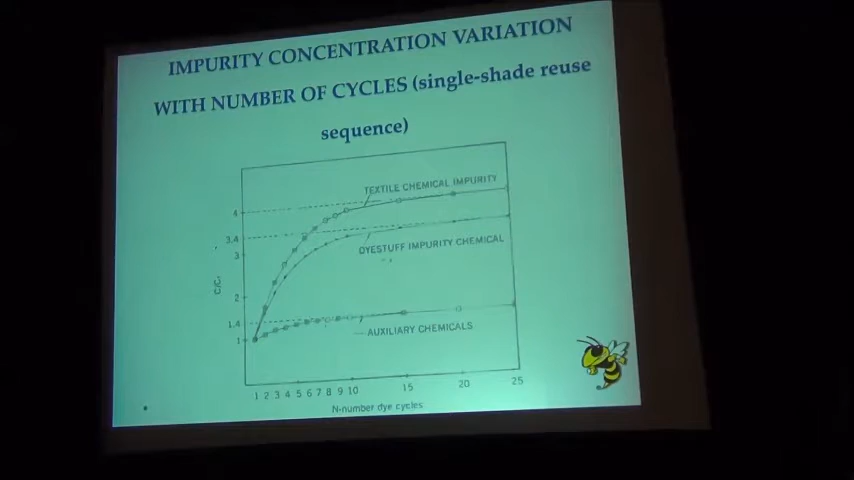 IMPURITY CONCENTRATION VARIATION
WITH NUMBER OF CYCLES (single-shade reuse
sequence)
TEXTILE CHEMICAL IMPURITY
4
3.4
DYESTUFF IMPURITY CHEMICAL
3
2
1.4
AUXILIARY CHEMICALS
1
1 2 3 4 5 6 7 8 9 10 15 20 25
N-number dye cycles